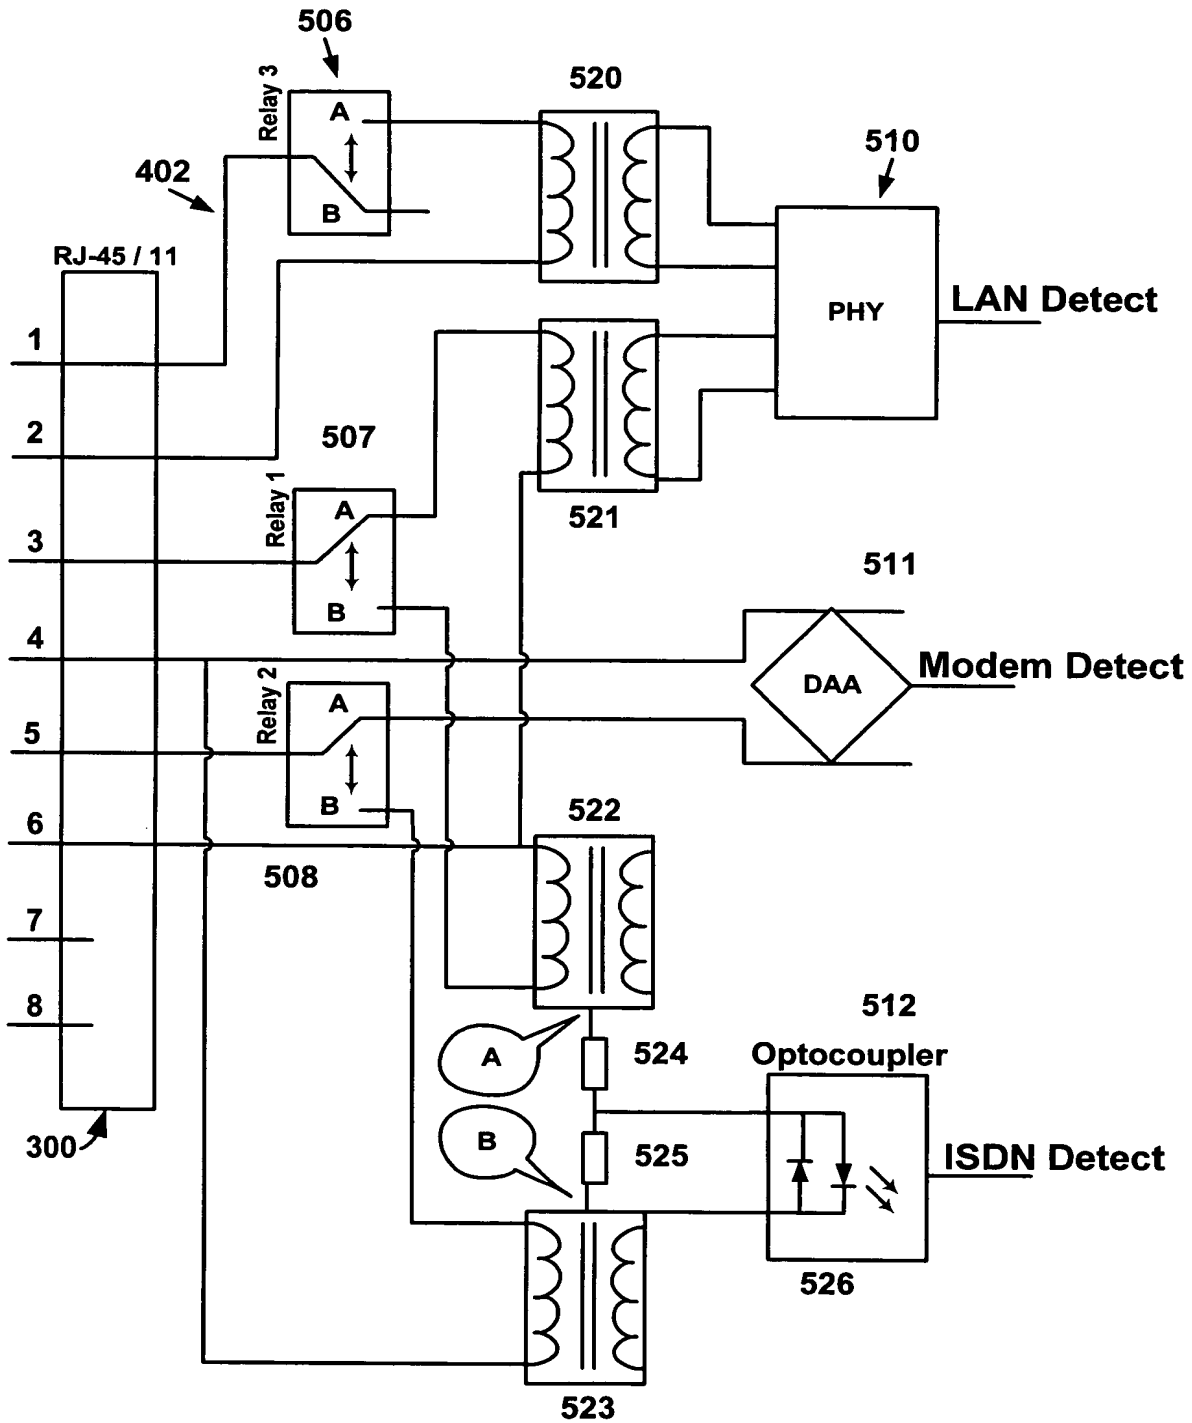 506
Relay 3
A
B
520
510
402
RJ-45 / 11
PHY
LAN Detect
1
2
507
Relay 1
A
B
521
3
511
4
DAA
Modem Detect
Relay 2
A
B
5
522
6
508
7
8
512
A
524
Optocoupler
300
B
525
ISDN Detect
526
523